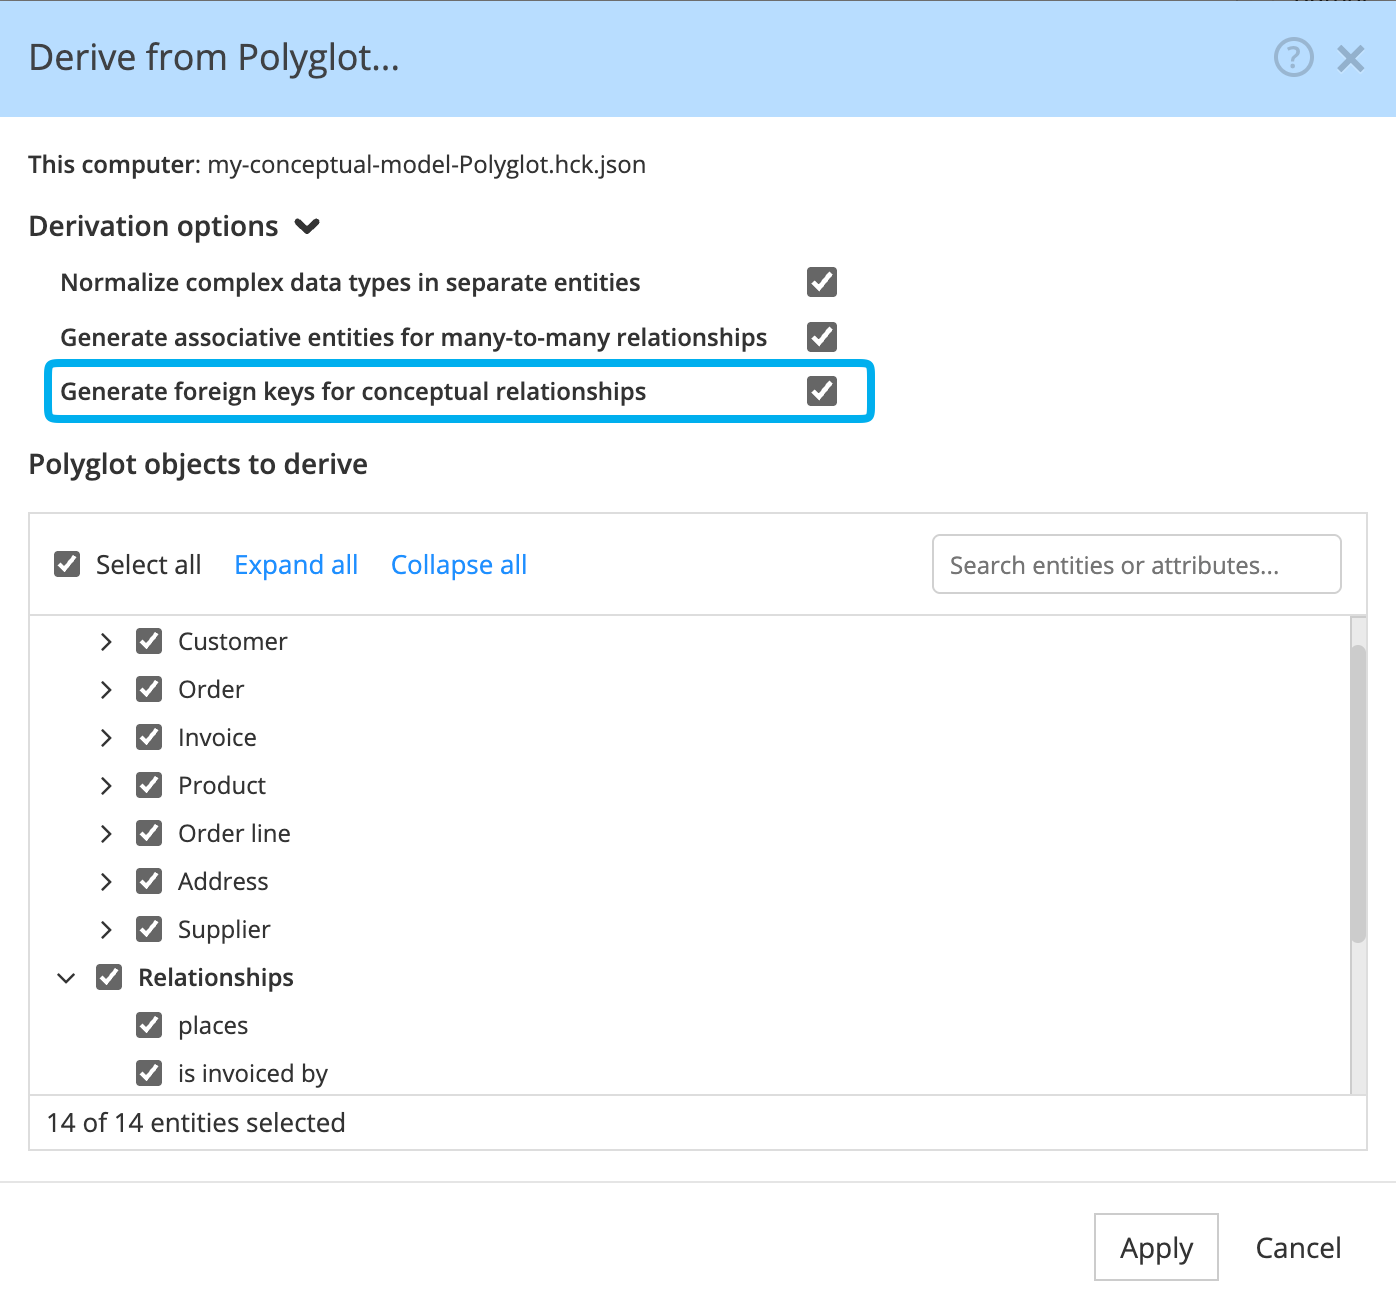 Derive from Polyglot...
?
This computer: my-conceptual-model-Polyglot.hck.json
Derivation options
Normalize complex data types in separate entities
Generate associative entities for many-to-many relationships
Generate foreign keys for conceptual relationships
Polyglot objects to derive
Select all Expand all Collapse all Search entities or attributes...
Customer
Order
Invoice
Product
Order line
Address
Supplier
Relationships
places
is invoiced by
14 of 14 entities selected
Apply Cancel